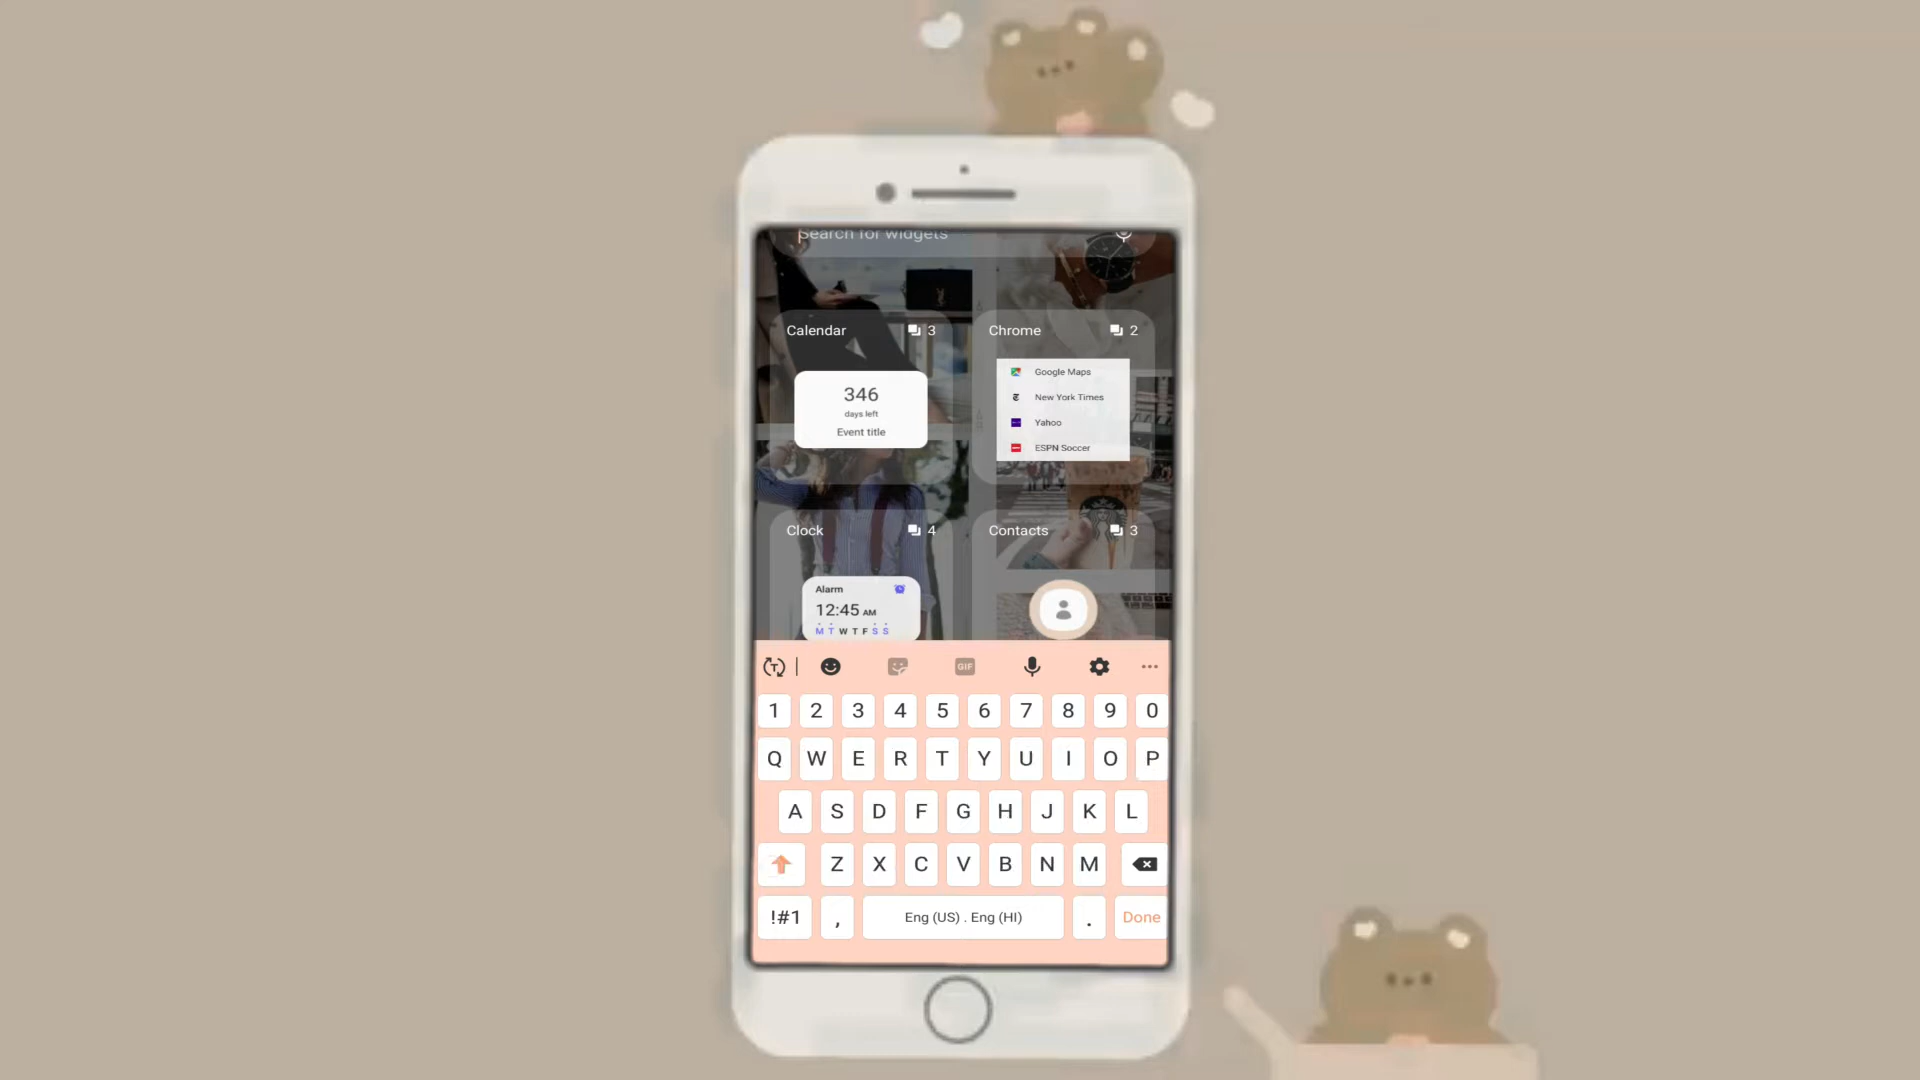 Search for widgets
Calendar 3
Chrome 2
346
days left
Event title
Google Maps
New York Times
Yahoo
ESPN Soccer
Clock 4
Contacts 3
Alarm
12:45 AM
M T W T F S S
T
GIF
1 2 3 4 5 6 7 8 9 0
Q W E R T Y U I O P
A S D F G H J K L
Z X C V B N M
!#1 , Eng (US) . Eng (HI) . Done